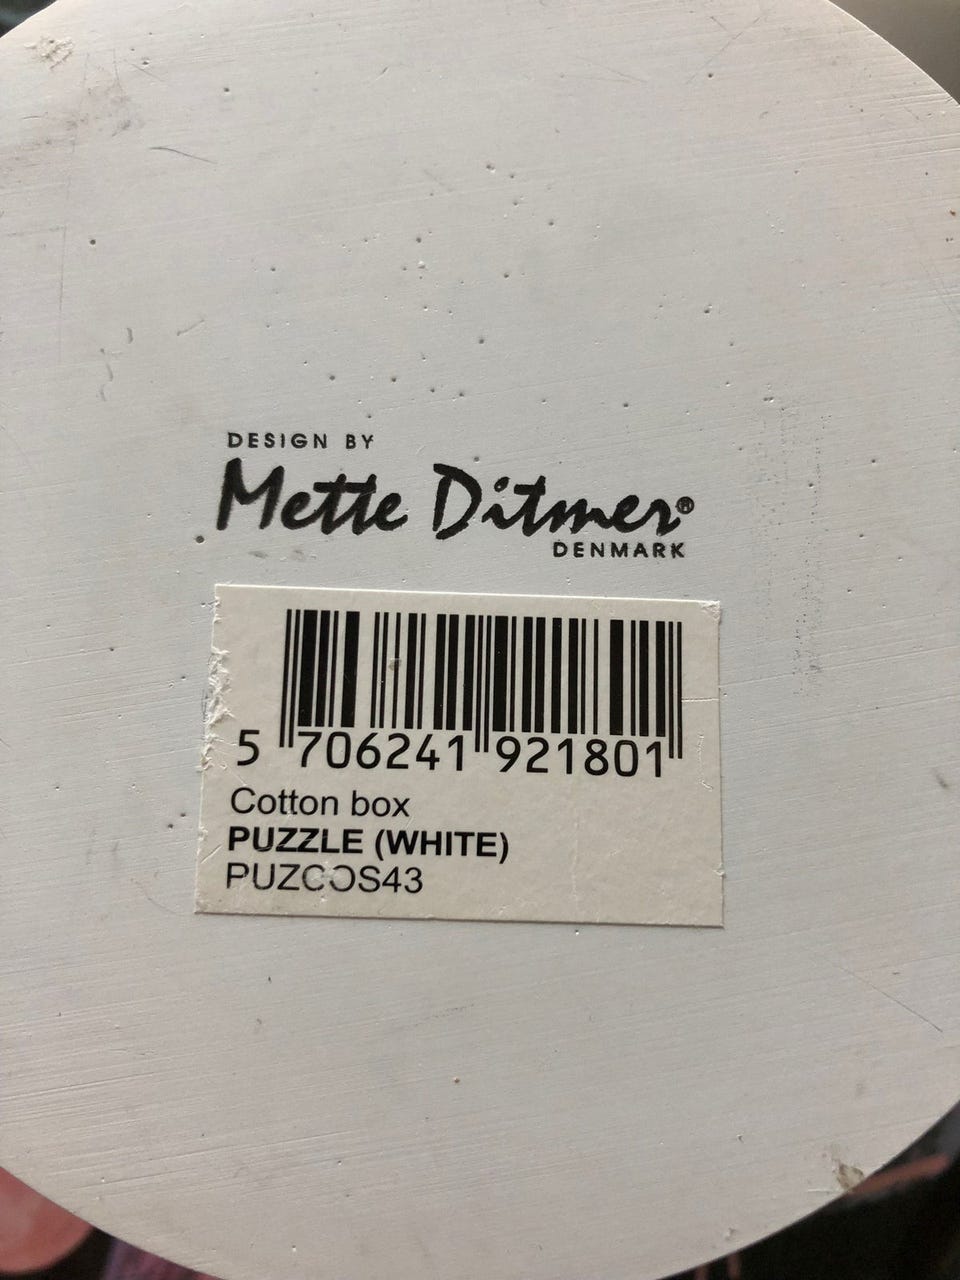 DESIGN BY
Mette Ditmer®
DENMARK
5 706241 921801
Cotton box
PUZZLE (WHITE)
PUZCOS43